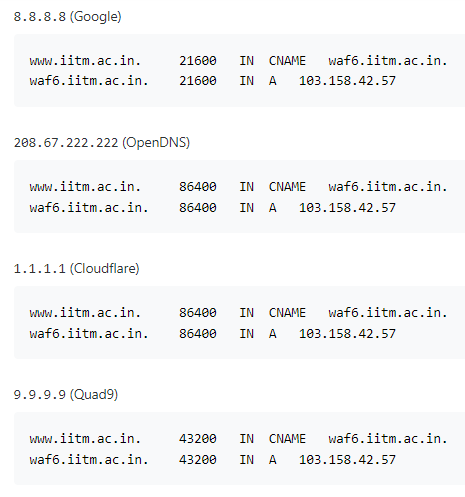 8.8.8.8 (Google)
www.iitm.ac.in. 21600 IN CNAME waf6.iitm.ac.in.
waf6.iitm.ac.in. 21600 IN A 103.158.42.57
208.67.222.222 (OpenDNS)
www.iitm.ac.in. 86400 IN CNAME waf6.iitm.ac.in.
waf6.iitm.ac.in. 86400 IN A 103.158.42.57
1.1.1.1 (Cloudflare)
www.iitm.ac.in. 86400 IN CNAME waf6.iitm.ac.in.
waf6.iitm.ac.in. 86400 IN A 103.158.42.57
9.9.9.9 (Quad9)
www.iitm.ac.in. 43200 IN CNAME waf6.iitm.ac.in.
waf6.iitm.ac.in. 43200 IN A 103.158.42.57